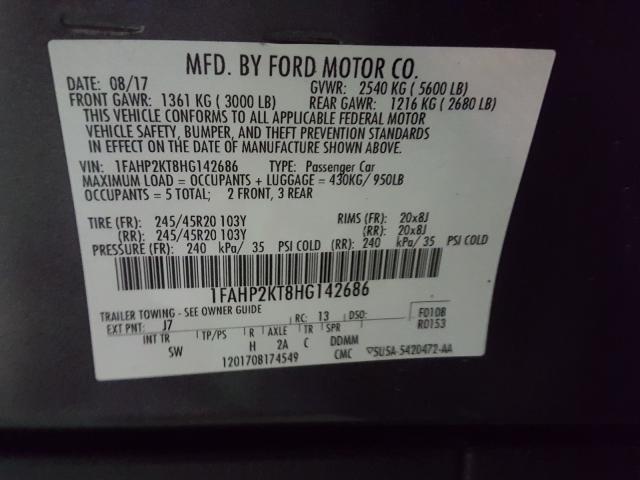 MFD. BY FORD MOTOR CO.
DATE: 08/17 GVWR: 2540 KG ( 5600 LB)
FRONT GAWR: 1361 KG ( 3000 LB) REAR GAWR: 1216 KG ( 2680 LB)
THIS VEHICLE CONFORMS TO ALL APPLICABLE FEDERAL MOTOR
VEHICLE SAFETY, BUMPER, AND THEFT PREVENTION STANDARDS
IN EFFECT ON THE DATE OF MANUFACTURE SHOWN ABOVE.
VIN: 1FAHP2KT8HG142686 TYPE: Passenger Car
MAXIMUM LOAD = OCCUPANTS + LUGGAGE = 430KG/950LB
OCCUPANTS = 5 TOTAL; 2 FRONT, 3 REAR
TIRE (FR): 245/45R20 103Y RIMS (FR): 20x8J
(RR): 245/45R20 103Y (RR): 20x8J
PRESSURE (FR): 240 kPa/ 35 PSI COLD (RR): 240 kPa/ 35 PSI COLD
1FAHP2KT8HG142686
TRAILER TOWING - SEE OWNER GUIDE
EXT PNT: J7 RC: 13 DSO: F0108
R0153
INT TR TP/PS R AXLE TR SPR
SW H 2A C DDMM
1201708174549 CMC ▽5U5A-5420472-AA